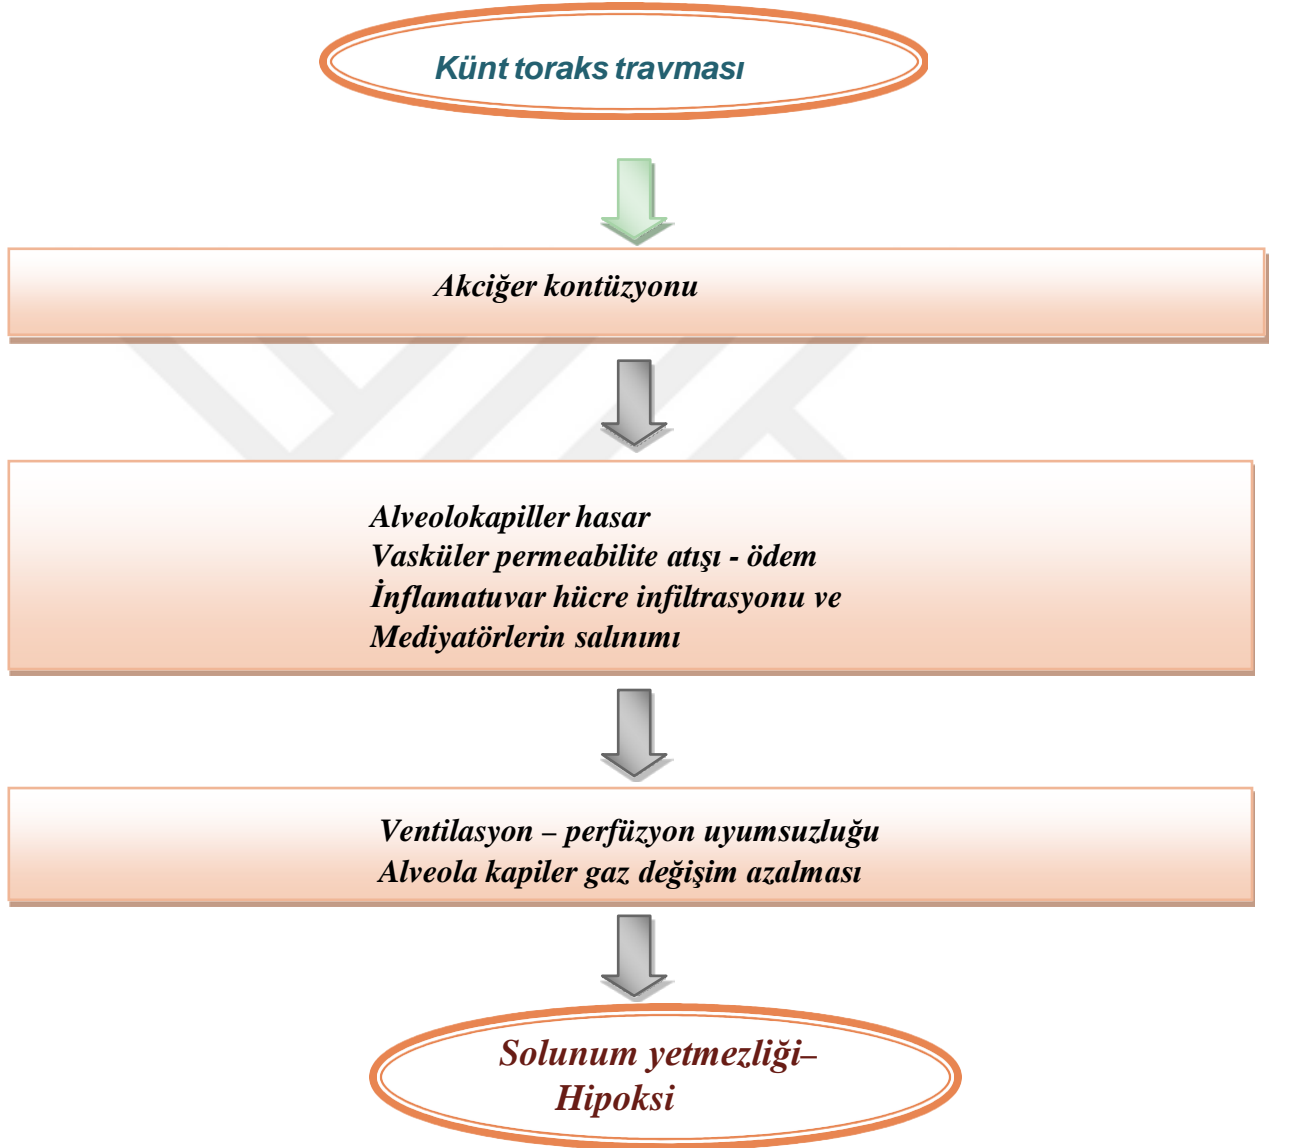 Künt toraks travması
Akciğer kontüzyonu
Alveolokapiller hasar
Vasküler permeabilite atışı - ödem
İnflamatuvar hücre infiltrasyonu ve
Mediyatörlerin salınımı
Ventilasyon – perfüzyon uyumsuzluğu
Alveola kapiler gaz değişim azalması
Solunum yetmezliği–
Hipoksi